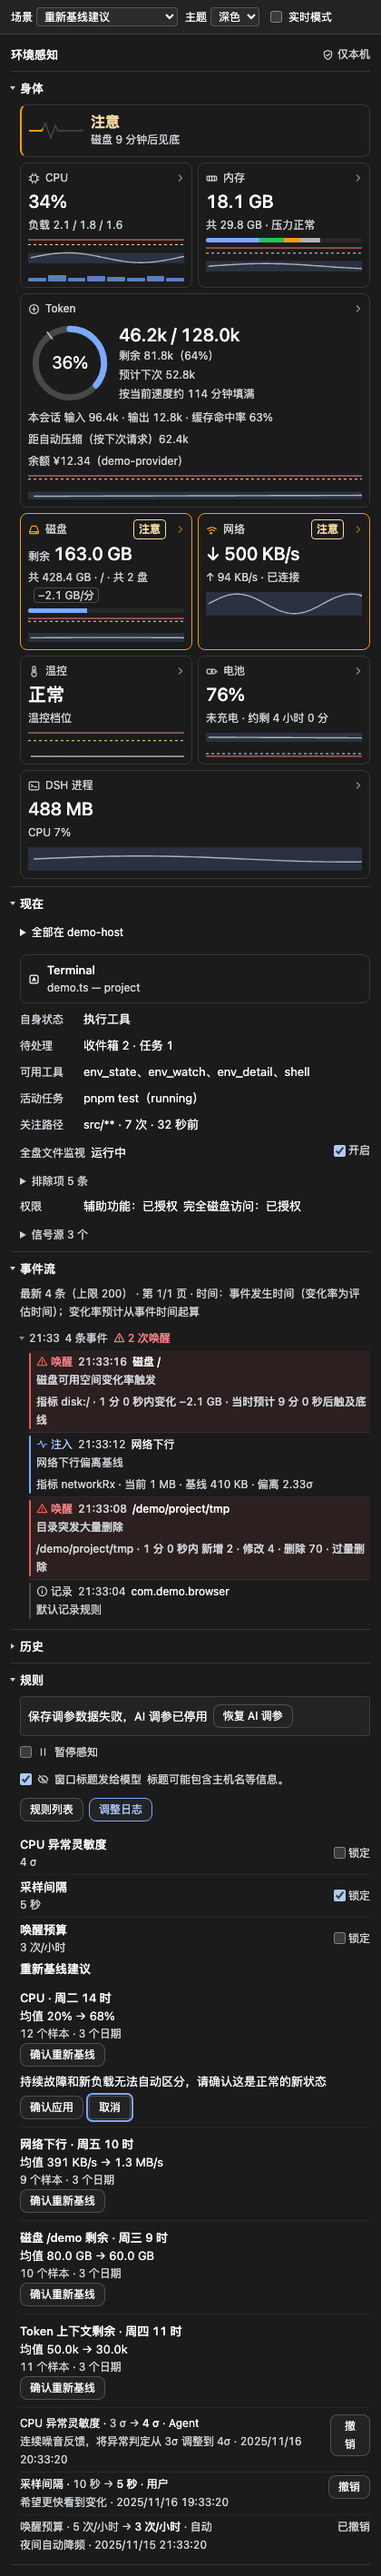 场景 重新基线建议 主题 深色 实时模式
环境感知 仅本机
身体
注意
磁盘 9 分钟后见底
CPU
34%
负载 2.1 / 1.8 / 1.6
内存
18.1 GB
共 29.8 GB · 压力正常
Token
36%
46.2k / 128.0k
剩余 81.8k（64%）
预计下次 52.8k
按当前速度约 114 分钟填满
本会话 输入 96.4k · 输出 12.8k · 缓存命中率 63%
距自动压缩（按下次请求）62.4k
余额 ¥12.34（demo-provider）
磁盘 注意
剩余 163.0 GB
共 428.4 GB · / · 共 2 盘
−2.1 GB/分
网络 注意
↓ 500 KB/s
↑ 94 KB/s · 已连接
温控
正常
温控档位
电池
76%
未充电 · 约剩 4 小时 0 分
DSH 进程
488 MB
CPU 7%
现在
全部在 demo-host
Terminal
demo.ts — project
自身状态 执行工具
待处理 收件箱 2 · 任务 1
可用工具 env_state、env_watch、env_detail、shell
活动任务 pnpm test（running）
关注路径 src/** · 7 次 · 32 秒前
全盘文件监视 运行中 开启
排除项 5 条
权限 辅助功能：已授权 完全磁盘访问：已授权
信号源 3 个
事件流
最新 4 条（上限 200） · 第 1/1 页 · 时间：事件发生时间（变化率为评
估时间）；变化率预计从事件时间起算
21:33 4 条事件 2 次唤醒
唤醒 21:33:16 磁盘 /
磁盘可用空间变化率触发
指标 disk:/ · 1 分 0 秒内变化 −2.1 GB · 当时预计 9 分 0 秒后触及底
线
注入 21:33:12 网络下行
网络下行偏离基线
指标 networkRx · 当前 1 MB · 基线 410 KB · 偏离 2.33σ
唤醒 21:33:08 /demo/project/tmp
目录突发大量删除
/demo/project/tmp · 1 分 0 秒内 新增 2 · 修改 4 · 删除 70 · 过量删
除
记录 21:33:04 com.demo.browser
默认记录规则
历史
规则
保存调参数据失败，AI 调参已停用 恢复 AI 调参
暂停感知
窗口标题发给模型 标题可能包含主机名等信息。
规则列表 调整日志
CPU 异常灵敏度
4 σ
锁定
采样间隔
5 秒
锁定
唤醒预算
3 次/小时
锁定
重新基线建议
CPU · 周二 14 时
均值 20% → 68%
12 个样本 · 3 个日期
确认重新基线
持续故障和新负载无法自动区分，请确认这是正常的新状态
确认应用 取消
网络下行 · 周五 10 时
均值 391 KB/s → 1.3 MB/s
9 个样本 · 3 个日期
确认重新基线
磁盘 /demo 剩余 · 周三 9 时
均值 80.0 GB → 60.0 GB
10 个样本 · 3 个日期
确认重新基线
Token 上下文剩余 · 周四 11 时
均值 50.0k → 30.0k
11 个样本 · 3 个日期
确认重新基线
CPU 异常灵敏度 · 3 σ → 4 σ · Agent
连续噪音反馈，将异常判定从 3σ 调整到 4σ · 2025/11/16
20:33:20
撤
销
采样间隔 · 10 秒 → 5 秒 · 用户
希望更快看到变化 · 2025/11/16 19:33:20
撤销
唤醒预算 · 5 次/小时 → 3 次/小时 · 自动
夜间自动降频 · 2025/11/15 21:33:20
已撤销